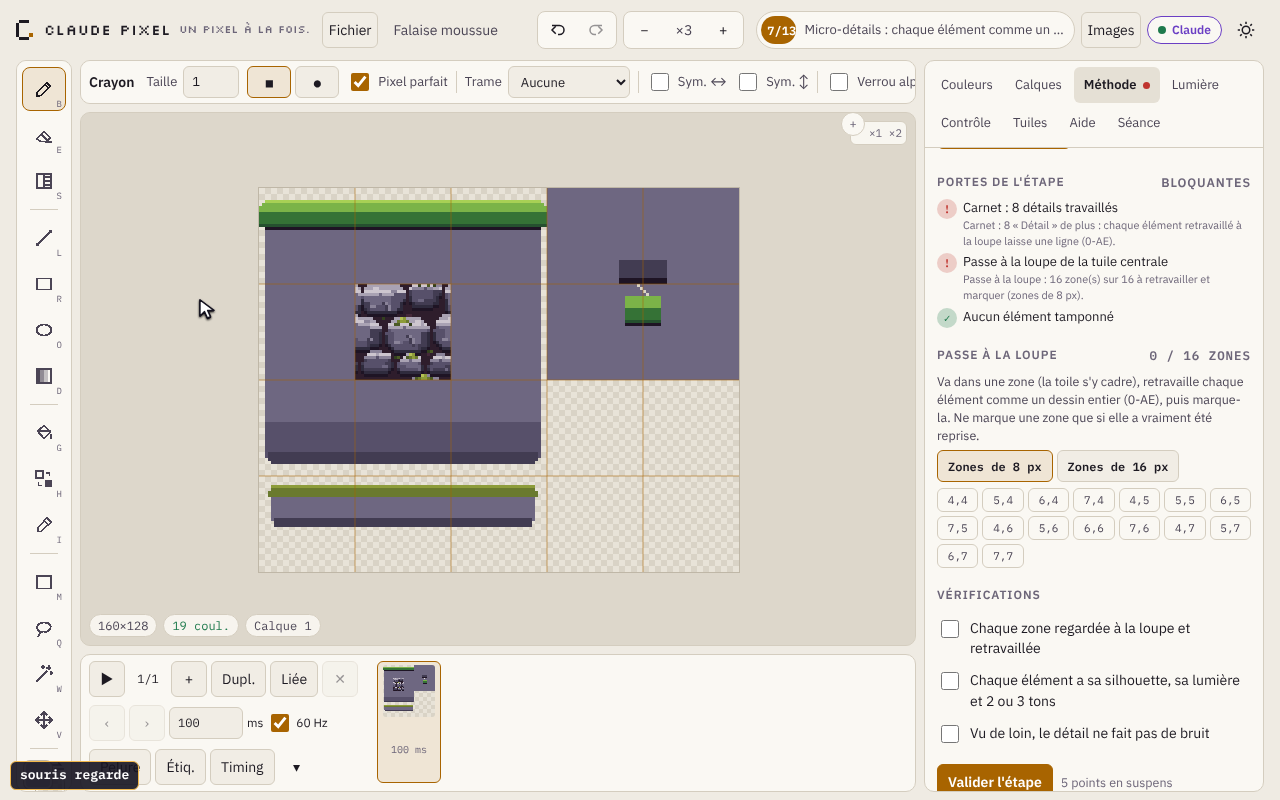 CLAUDE PIXEL UN PIXEL À LA FOIS.
Fichier
Falaise moussue
− ×3 +
7/13 Micro-détails : chaque élément comme un …
Images
Claude
Crayon Taille 1
Pixel parfait
Trame Aucune
Sym. ↔
Sym. ↕
Verrou alp
B
E
S
L
R
O
D
G
H
I
M
Q
W
V
+ ×1 ×2
160×128
19 coul.
Calque 1
1/1
+
Dupl.
Liée
×
‹
›
100 ms
60 Hz
Étiq.
Timing
100 ms
souris regarde
Couleurs
Calques
Méthode
Lumière
Contrôle
Tuiles
Aide
Séance
PORTES DE L'ÉTAPE BLOQUANTES
! Carnet : 8 détails travaillés
Carnet : 8 « Détail » de plus : chaque élément retravaillé à
la loupe laisse une ligne (0-AE).
! Passe à la loupe de la tuile centrale
Passe à la loupe : 16 zone(s) sur 16 à retravailler et
marquer (zones de 8 px).
✓ Aucun élément tamponné
PASSE À LA LOUPE 0 / 16 ZONES
Va dans une zone (la toile s'y cadre), retravaille chaque
élément comme un dessin entier (0-AE), puis marque-
la. Ne marque une zone que si elle a vraiment été
reprise.
Zones de 8 px
Zones de 16 px
4,4 5,4 6,4 7,4 4,5 5,5 6,5
7,5 4,6 5,6 6,6 7,6 4,7 5,7
6,7 7,7
VÉRIFICATIONS
Chaque zone regardée à la loupe et
retravaillée
Chaque élément a sa silhouette, sa lumière
et 2 ou 3 tons
Vu de loin, le détail ne fait pas de bruit
Valider l'étape 5 points en suspens